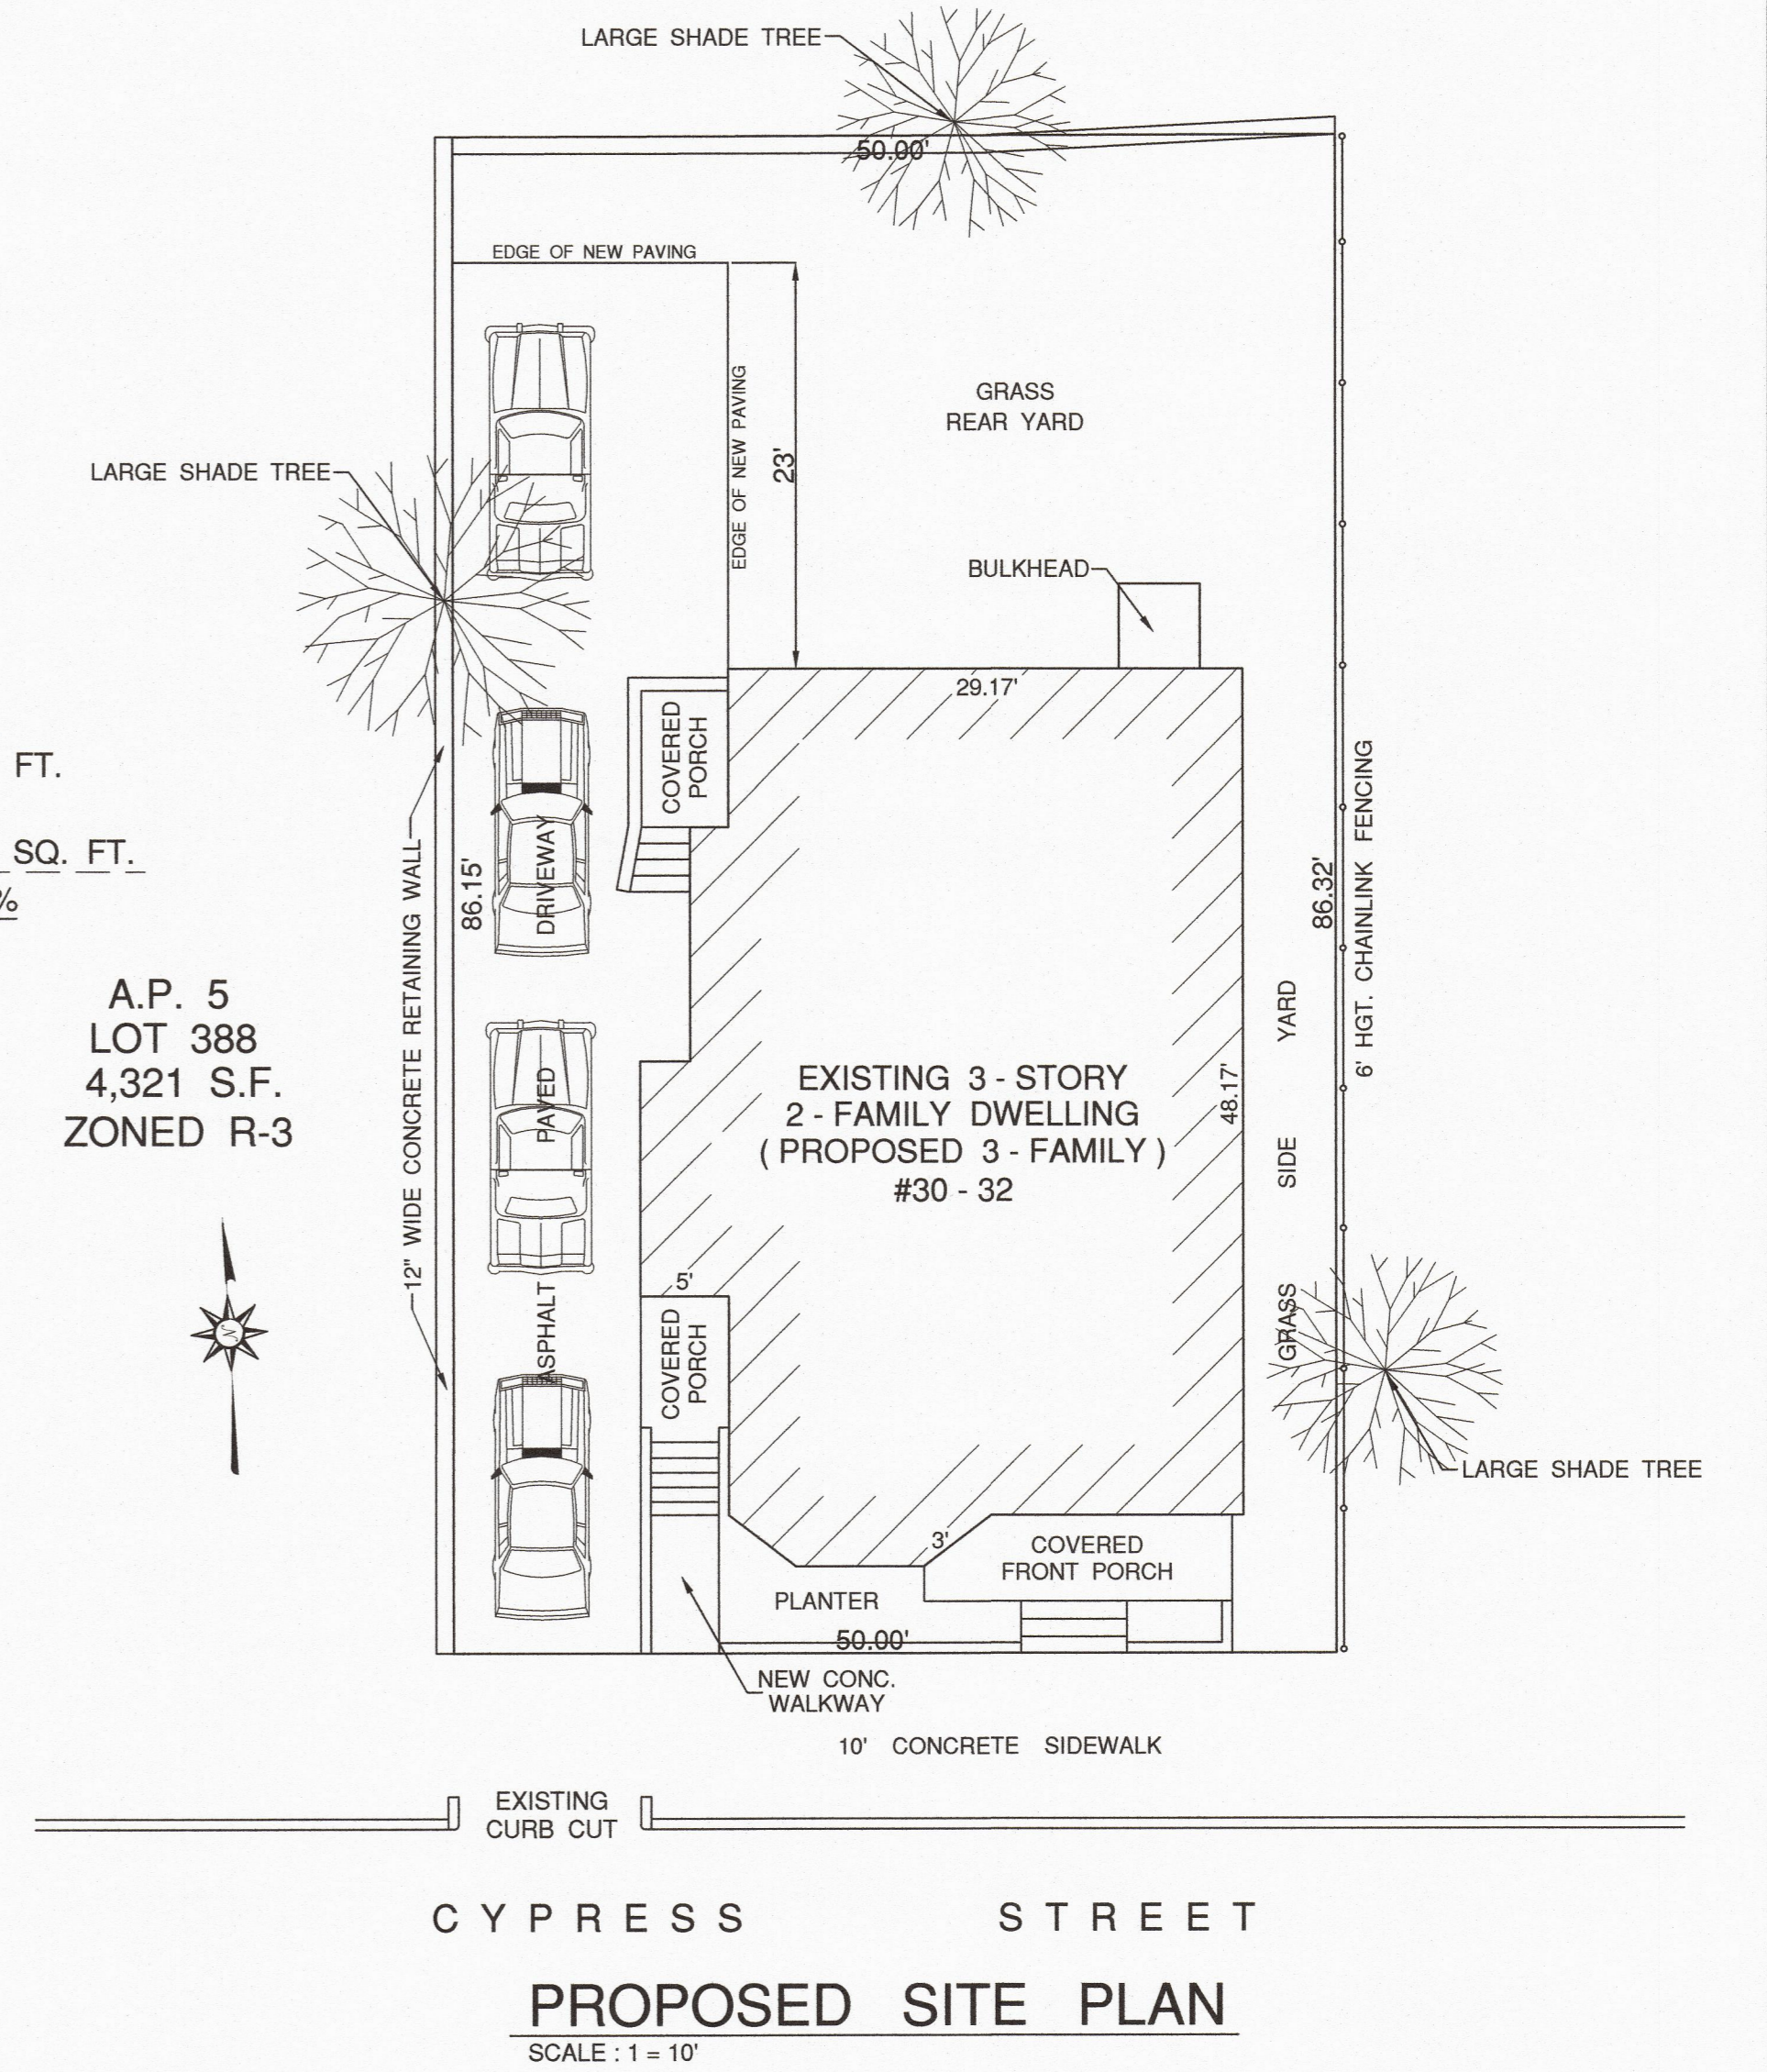 LARGE SHADE TREE
50.00'
EDGE OF NEW PAVING
EDGE OF NEW PAVING
23'
GRASS
REAR YARD
LARGE SHADE TREE
BULKHEAD
29.17'
COVERED
PORCH
FT.
SQ. FT.
%
12" WIDE CONCRETE RETAINING WALL
86.15'
ASPHALT PAVED DRIVEWAY
86.32'
6' HGT. CHAINLINK FENCING
A.P. 5
LOT 388
4,321 S.F.
ZONED R-3
EXISTING 3 - STORY
2 - FAMILY DWELLING
( PROPOSED 3 - FAMILY )
#30 - 32
48.17'
GRASS SIDE YARD
N
5'
COVERED
PORCH
LARGE SHADE TREE
3'
COVERED
FRONT PORCH
PLANTER
50.00'
NEW CONC.
WALKWAY
10' CONCRETE SIDEWALK
EXISTING
CURB CUT
CYPRESS STREET
PROPOSED SITE PLAN
SCALE : 1 = 10'